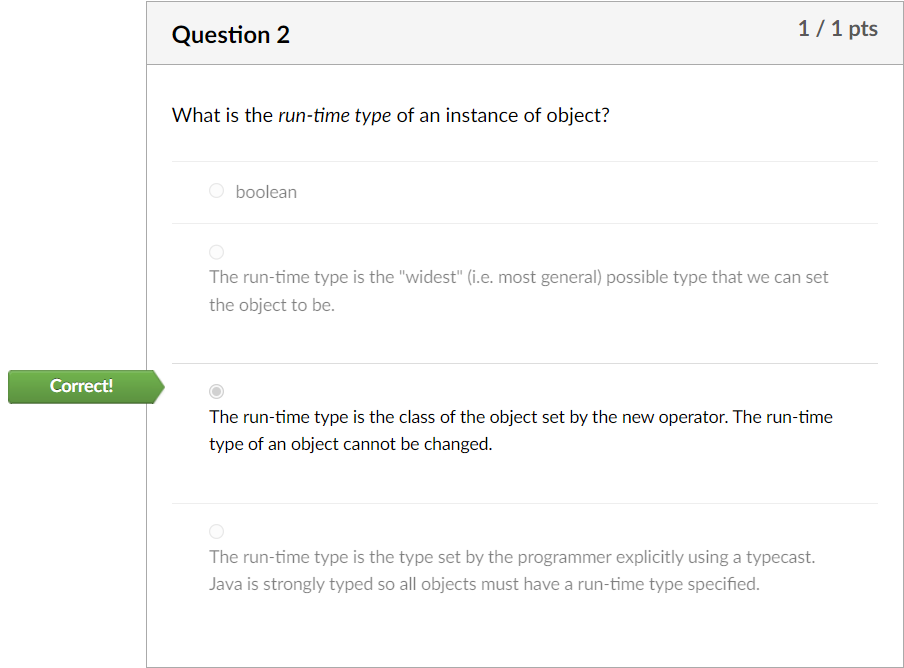 Question 2
1 / 1 pts
What is the run-time type of an instance of object?
boolean
The run-time type is the "widest" (i.e. most general) possible type that we can set
the object to be.
Correct!
The run-time type is the class of the object set by the new operator. The run-time
type of an object cannot be changed.
The run-time type is the type set by the programmer explicitly using a typecast.
Java is strongly typed so all objects must have a run-time type specified.